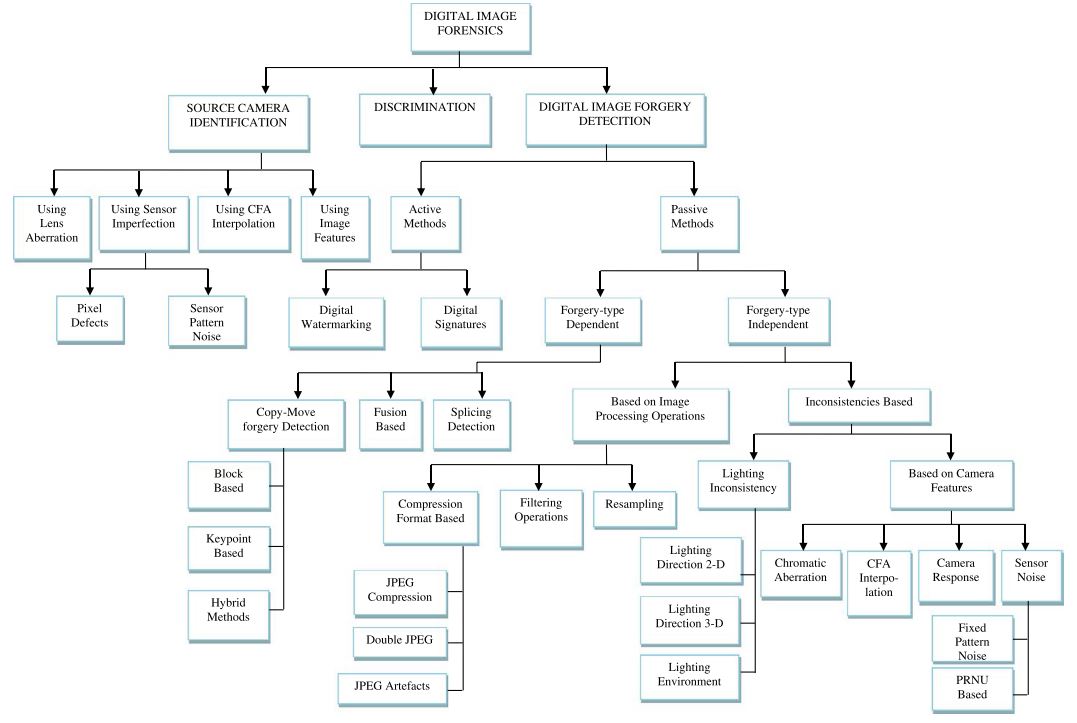 DIGITAL IMAGE
FORENSICS
SOURCE CAMERA
IDENTIFICATION
DISCRIMINATION
DIGITAL IMAGE FORGERY
DETECITION
Using
Lens
Aberration
Using Sensor
Imperfection
Using CFA
Interpolation
Using
Image
Features
Active
Methods
Passive
Methods
Pixel
Defects
Sensor
Pattern
Noise
Digital
Watermarking
Digital
Signatures
Forgery-type
Dependent
Forgery-type
Independent
Copy-Move
forgery Detection
Fusion
Based
Splicing
Detection
Based on Image
Processing Operations
Inconsistencies Based
Block
Based
Keypoint
Based
Hybrid
Methods
Compression
Format Based
Filtering
Operations
Resampling
Lighting
Inconsistency
Based on Camera
Features
JPEG
Compression
Double JPEG
JPEG Artefacts
Lighting
Direction 2-D
Lighting
Direction 3-D
Lighting
Environment
Chromatic
Aberration
CFA
Interpo-
lation
Camera
Response
Sensor
Noise
Fixed
Pattern
Noise
PRNU
Based